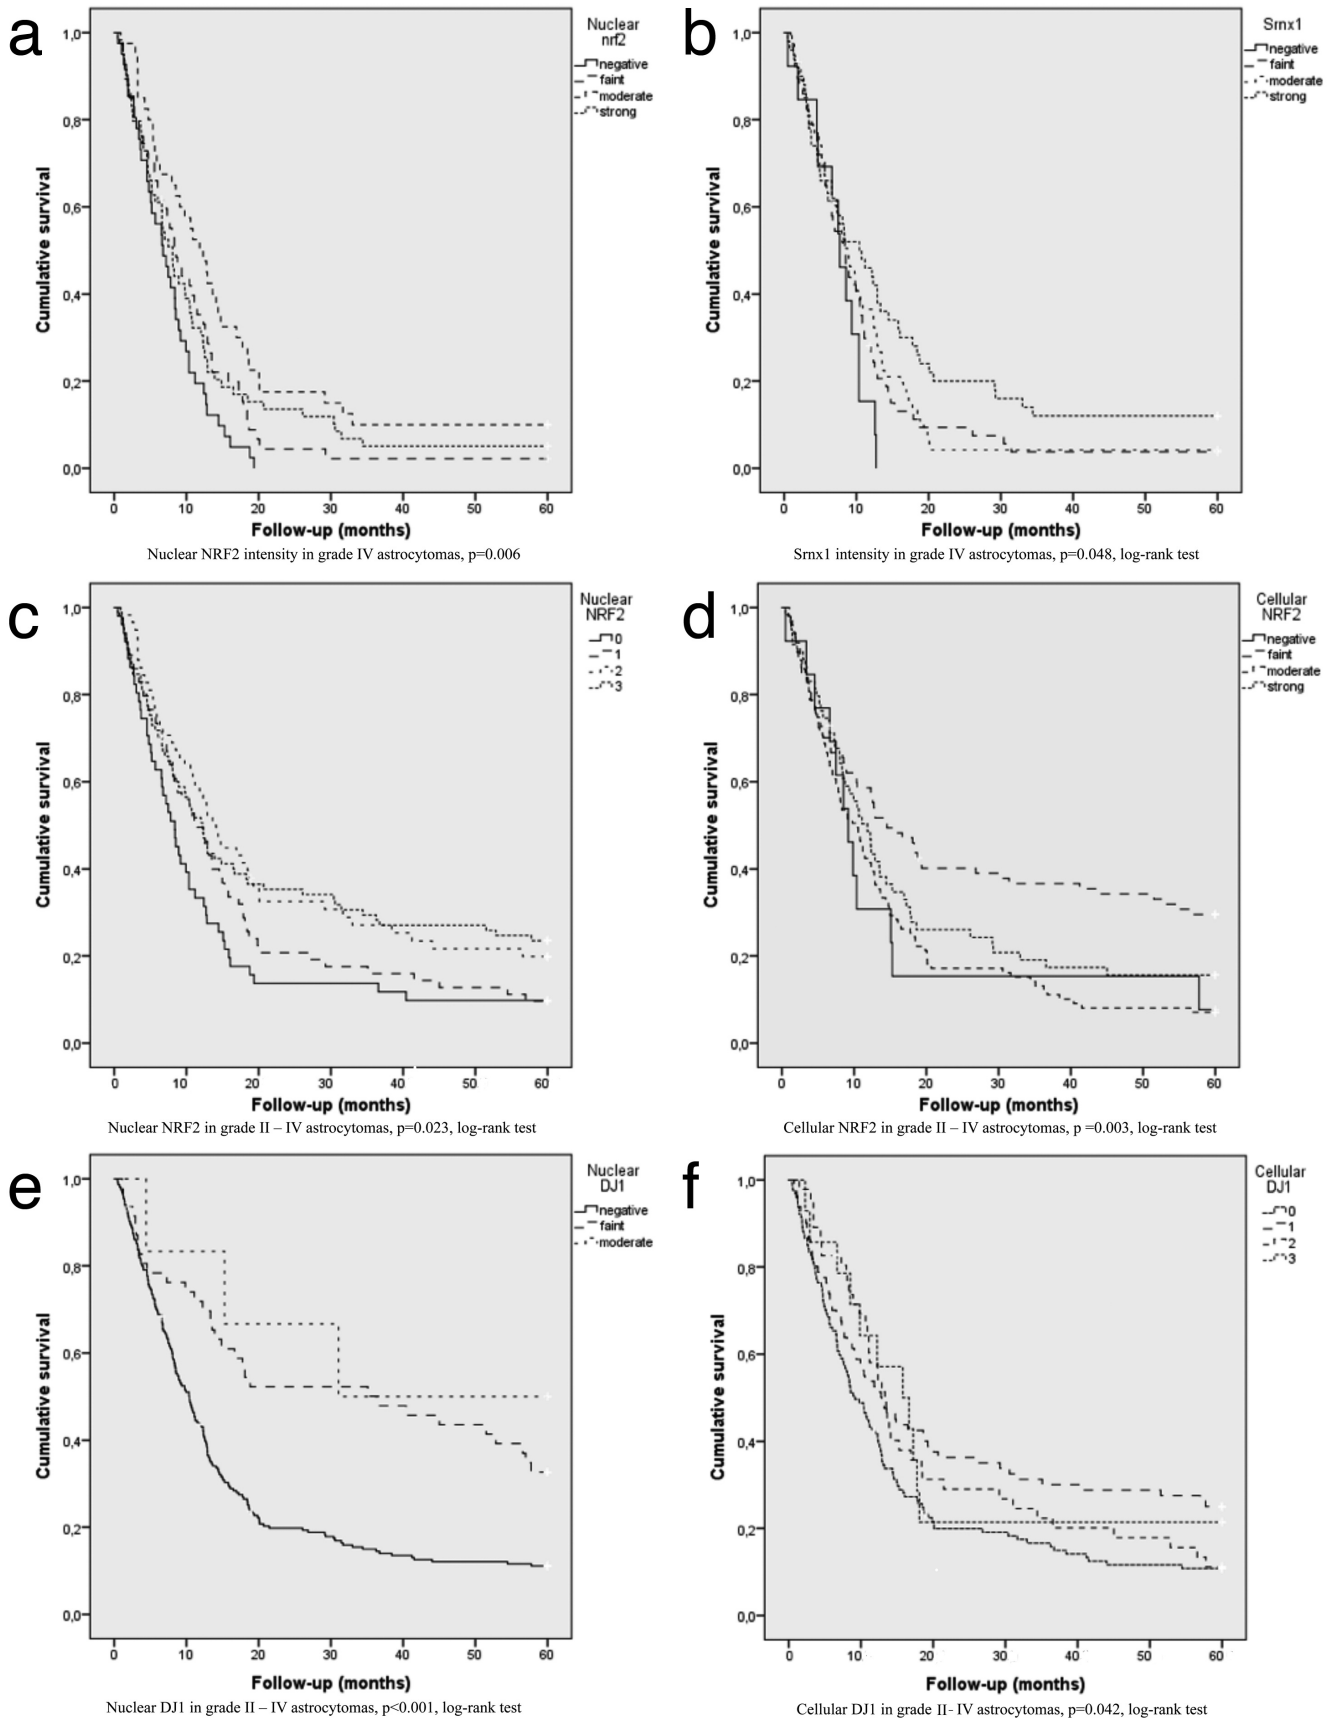 a
Nuclear
nrf2
negative
faint
moderate
strong
1,0
0,8
0,6
0,4
0,2
0,0
Cumulative survival
0 10 20 30 40 50 60
Follow-up (months)
Nuclear NRF2 intensity in grade IV astrocytomas, p=0.006
b
Srnx1
negative
faint
moderate
strong
1,0
0,8
0,6
0,4
0,2
0,0
Cumulative survival
0 10 20 30 40 50 60
Follow-up (months)
Srnx1 intensity in grade IV astrocytomas, p=0.048, log-rank test
c
Nuclear
NRF2
0
1
2
3
1,0
0,8
0,6
0,4
0,2
0,0
Cumulative survival
0 10 20 30 40 50 60
Follow-up (months)
Nuclear NRF2 in grade II – IV astrocytomas, p=0.023, log-rank test
d
Cellular
NRF2
negative
faint
moderate
strong
1,0
0,8
0,6
0,4
0,2
0,0
Cumulative survival
0 10 20 30 40 50 60
Follow-up (months)
Cellular NRF2 in grade II – IV astrocytomas, p =0.003, log-rank test
e
Nuclear
DJ1
negative
faint
moderate
1,0
0,8
0,6
0,4
0,2
0,0
Cumulative survival
0 10 20 30 40 50 60
Follow-up (months)
Nuclear DJ1 in grade II – IV astrocytomas, p<0.001, log-rank test
f
Cellular
DJ1
0
1
2
3
1,0
0,8
0,6
0,4
0,2
0,0
Cumulative survival
0 10 20 30 40 50 60
Follow-up (months)
Cellular DJ1 in grade II- IV astrocytomas, p=0.042, log-rank test